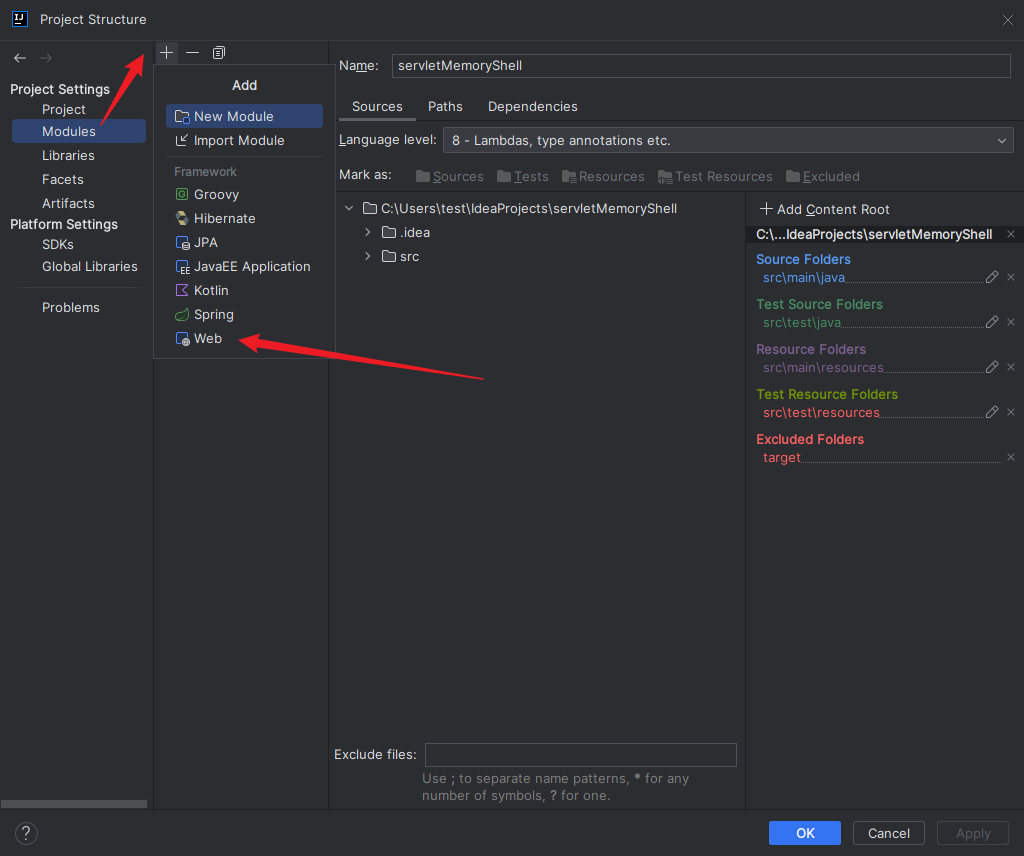 Project Structure
Project Settings
Project
Modules
Libraries
Facets
Artifacts
Platform Settings
SDKs
Global Libraries
Problems
Add
New Module
Import Module
Framework
Groovy
Hibernate
JPA
JavaEE Application
Kotlin
Spring
Web
Name: servletMemoryShell
Sources Paths Dependencies
Language level: 8 - Lambdas, type annotations etc.
Mark as: Sources Tests Resources Test Resources Excluded
C:\Users\test\IdeaProjects\servletMemoryShell
.idea
src
Add Content Root
C:\...IdeaProjects\servletMemoryShell
Source Folders
src\main\java
Test Source Folders
src\test\java
Resource Folders
src\main\resources
Test Resource Folders
src\test\resources
Excluded Folders
target
Exclude files:
Use ; to separate name patterns, * for any
number of symbols, ? for one.
? OK Cancel Apply